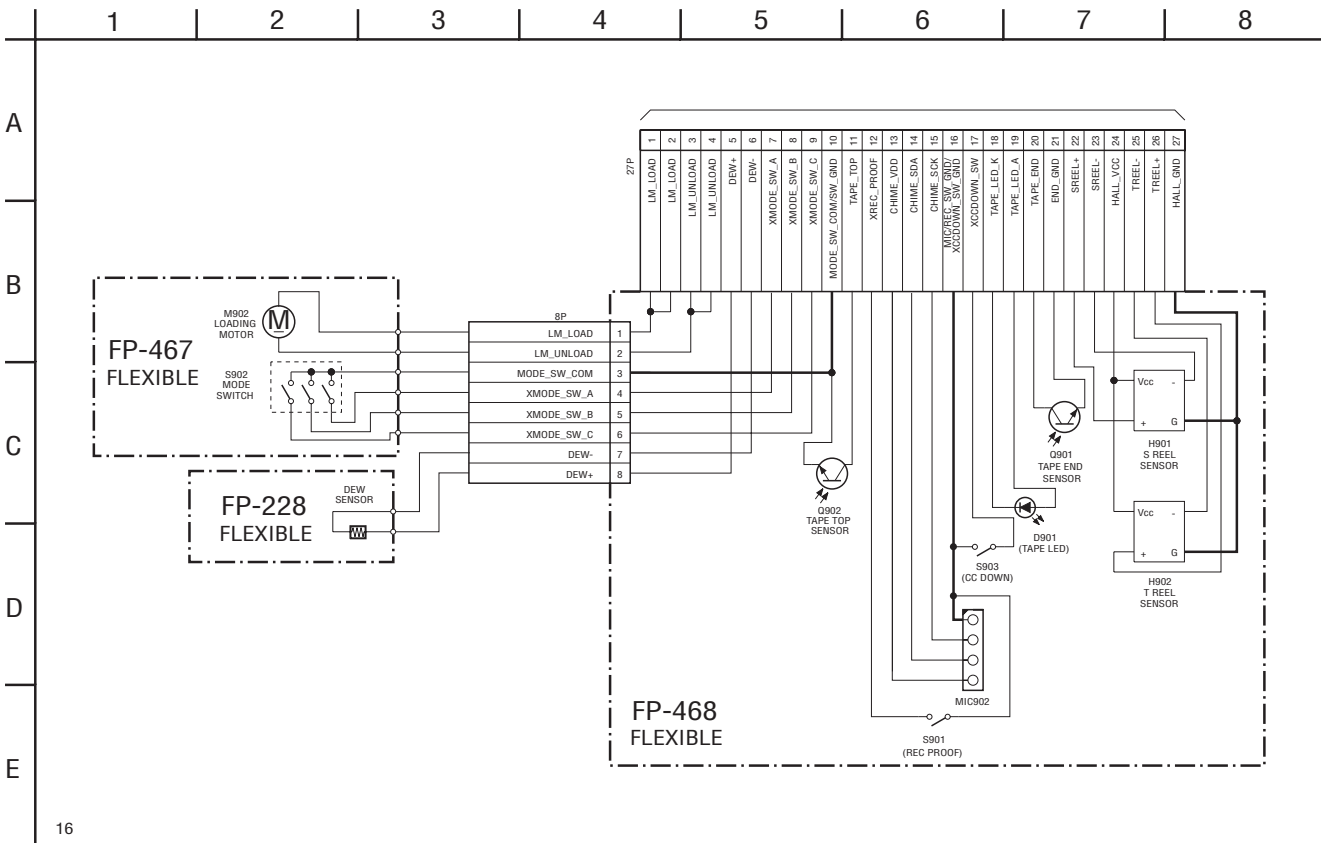 1 2 3 4 5 6 7 8
A
B
C
D
E
27P
1 LM_LOAD
2 LM_LOAD
3 LM_UNLOAD
4 LM_UNLOAD
5 DEW+
6 DEW-
7 XMODE_SW_A
8 XMODE_SW_B
9 XMODE_SW_C
10 MODE_SW_COM/SW_GND
11 TAPE_TOP
12 XREC_PROOF
13 CHIME_VDD
14 CHIME_SDA
15 CHIME_SCK
16 MIC/REC_SW_GND/
XCCDOWN_SW_GND
17 XCCDOWN_SW
18 TAPE_LED_K
19 TAPE_LED_A
20 TAPE_END
21 END_GND
22 SREEL+
23 SREEL-
24 HALL_VCC
25 TREEL-
26 TREEL+
27 HALL_GND
FP-467
FLEXIBLE
M902
LOADING
MOTOR
M
S902
MODE
SWITCH
8P
LM_LOAD 1
LM_UNLOAD 2
MODE_SW_COM 3
XMODE_SW_A 4
XMODE_SW_B 5
XMODE_SW_C 6
DEW- 7
DEW+ 8
FP-228
FLEXIBLE
DEW
SENSOR
Q902
TAPE TOP
SENSOR
Q901
TAPE END
SENSOR
D901
(TAPE LED)
S903
(CC DOWN)
Vcc -
+ G
H901
S REEL
SENSOR
Vcc -
+ G
H902
T REEL
SENSOR
MIC902
S901
(REC PROOF)
FP-468
FLEXIBLE
16